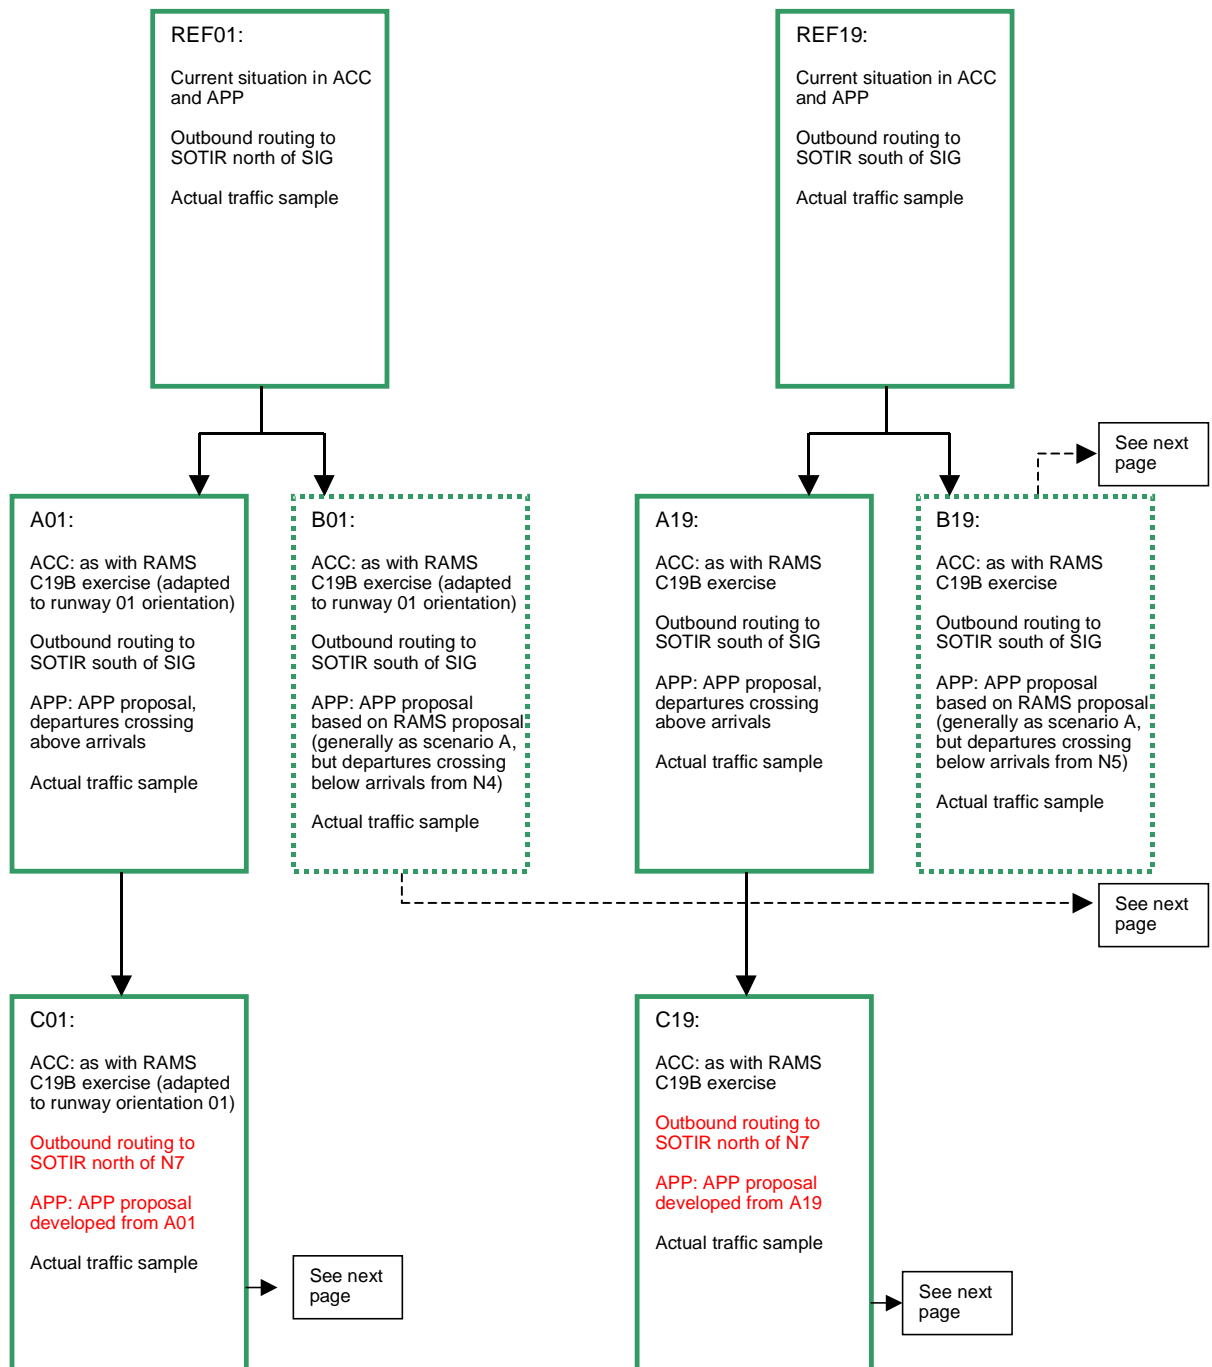 REF01:
Current situation in ACC
and APP
Outbound routing to
SOTIR north of SIG
Actual traffic sample
REF19:
Current situation in ACC
and APP
Outbound routing to
SOTIR south of SIG
Actual traffic sample
See next
page
A01:
ACC: as with RAMS
C19B exercise (adapted
to runway 01 orientation)
Outbound routing to
SOTIR south of SIG
APP: APP proposal,
departures crossing
above arrivals
Actual traffic sample
B01:
ACC: as with RAMS
C19B exercise (adapted
to runway 01 orientation)
Outbound routing to
SOTIR south of SIG
APP: APP proposal
based on RAMS proposal
(generally as scenario A,
but departures crossing
below arrivals from N4)
Actual traffic sample
A19:
ACC: as with RAMS
C19B exercise
Outbound routing to
SOTIR south of SIG
APP: APP proposal,
departures crossing
above arrivals
Actual traffic sample
B19:
ACC: as with RAMS
C19B exercise
Outbound routing to
SOTIR south of SIG
APP: APP proposal
based on RAMS proposal
(generally as scenario A,
but departures crossing
below arrivals from N5)
Actual traffic sample
See next
page
C01:
ACC: as with RAMS
C19B exercise (adapted
to runway orientation 01)
Outbound routing to
SOTIR north of N7
APP: APP proposal
developed from A01
Actual traffic sample
See next
page
C19:
ACC: as with RAMS
C19B exercise
Outbound routing to
SOTIR north of N7
APP: APP proposal
developed from A19
Actual traffic sample
See next
page